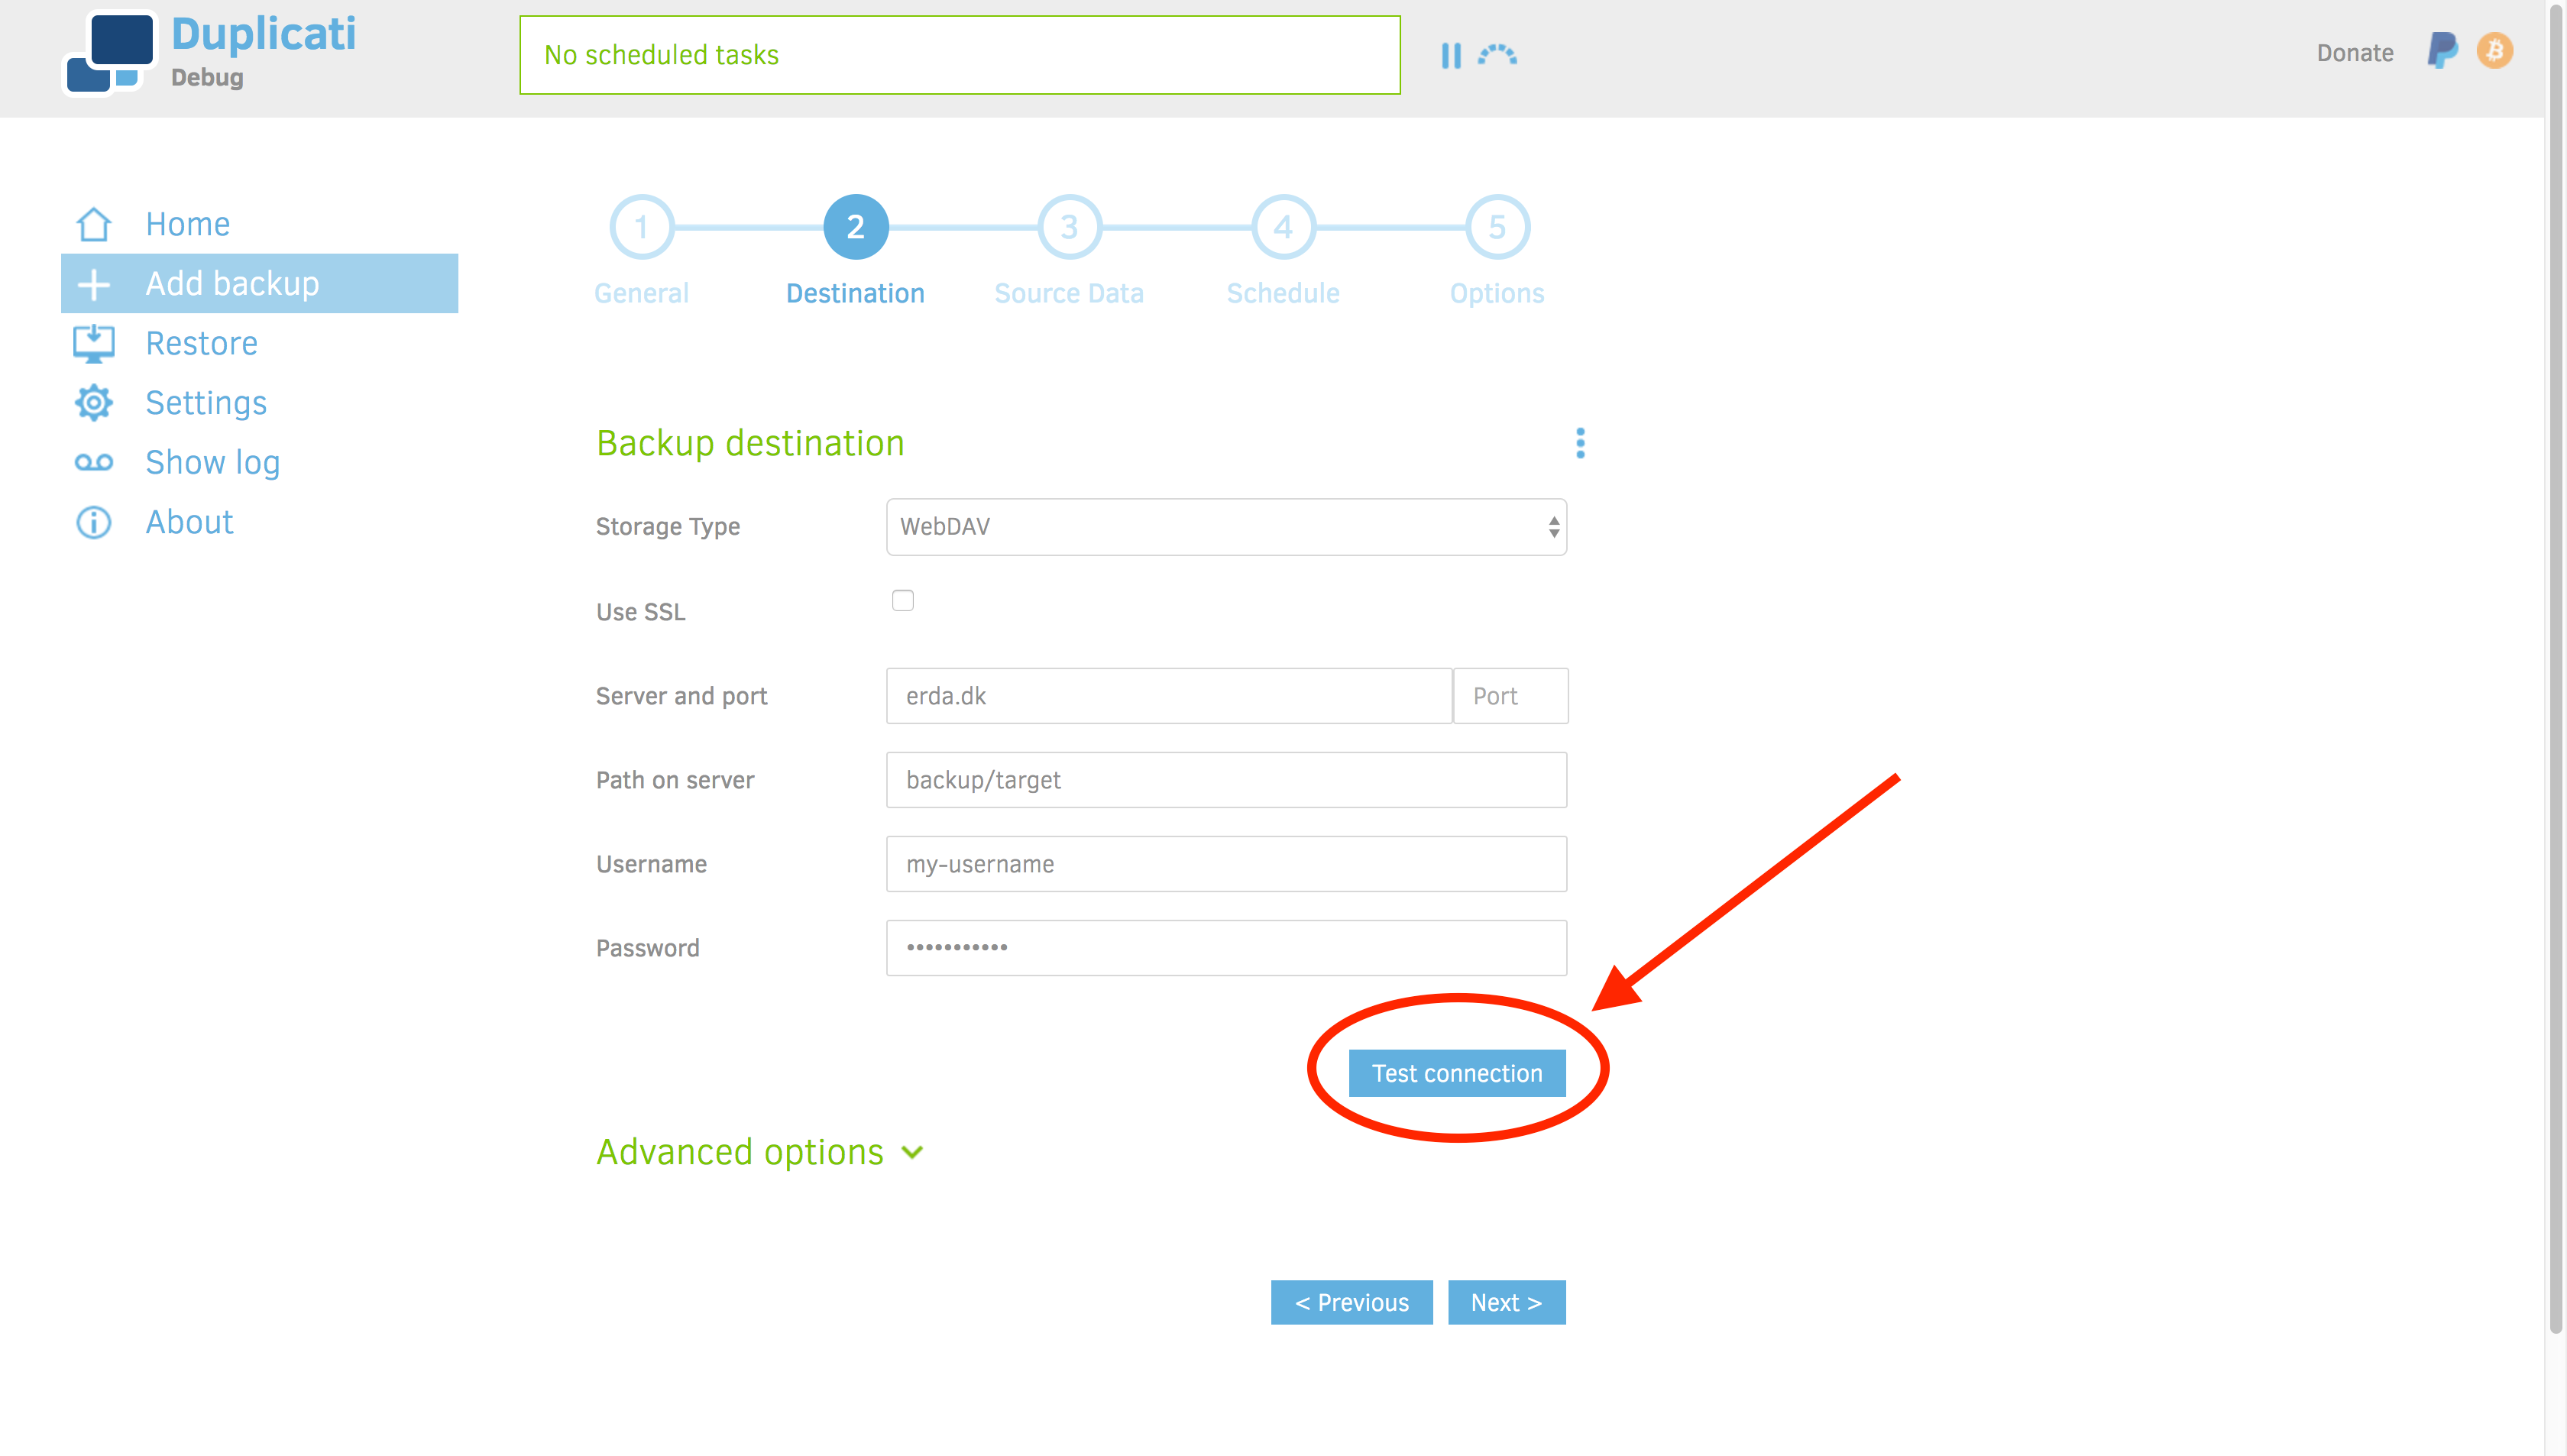 Duplicati
Debug
No scheduled tasks
Donate
Home
Add backup
Restore
Settings
Show log
About
1 2 3 4 5
General Destination Source Data Schedule Options
Backup destination
Storage Type WebDAV
Use SSL
Server and port erda.dk Port
Path on server backup/target
Username my-username
Password •••••••••••
Test connection
Advanced options
< Previous Next >